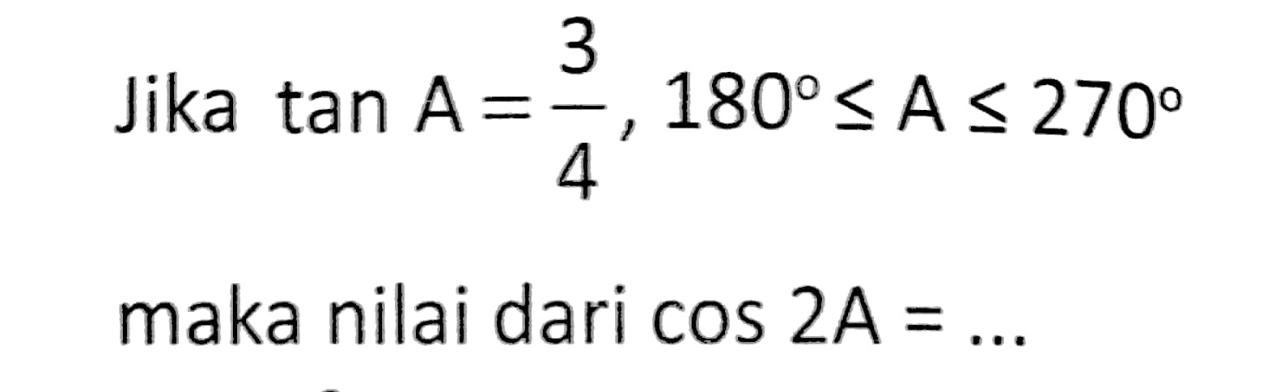 Jika tan A = 3/4, 180° ≤ A ≤ 270°
maka nilai dari cos 2A = ...